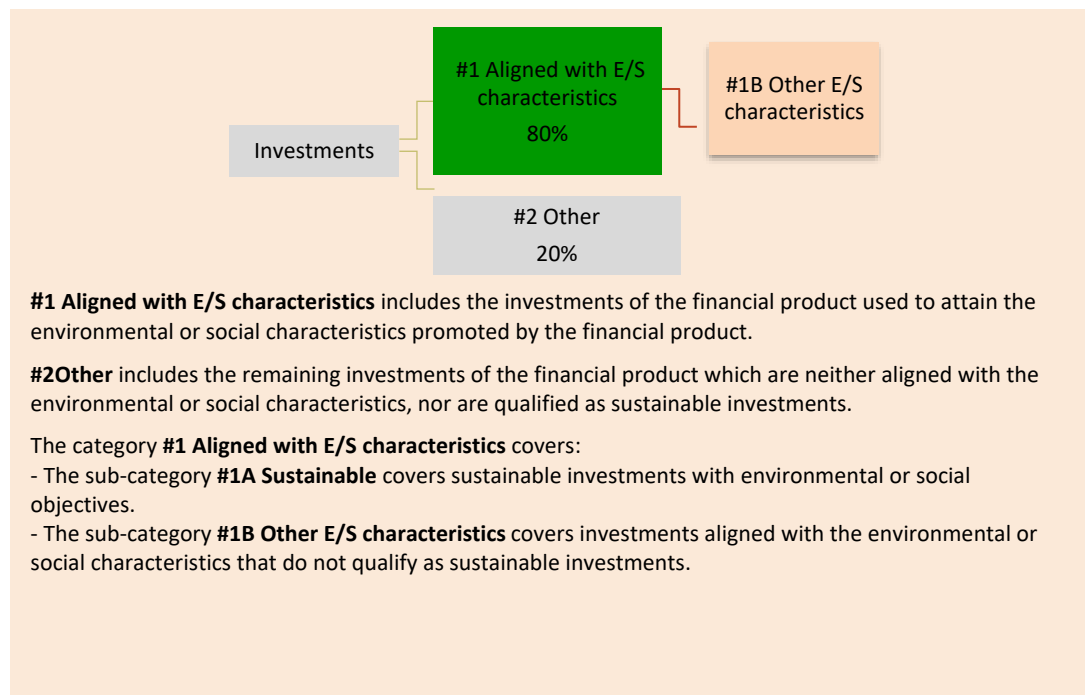 #1 Aligned with E/S
characteristics
80%
#1B Other E/S
characteristics
Investments
#2 Other
20%
#1 Aligned with E/S characteristics includes the investments of the financial product used to attain the
environmental or social characteristics promoted by the financial product.
#2Other includes the remaining investments of the financial product which are neither aligned with the
environmental or social characteristics, nor are qualified as sustainable investments.
The category #1 Aligned with E/S characteristics covers:
- The sub-category #1A Sustainable covers sustainable investments with environmental or social
objectives.
- The sub-category #1B Other E/S characteristics covers investments aligned with the environmental or
social characteristics that do not qualify as sustainable investments.